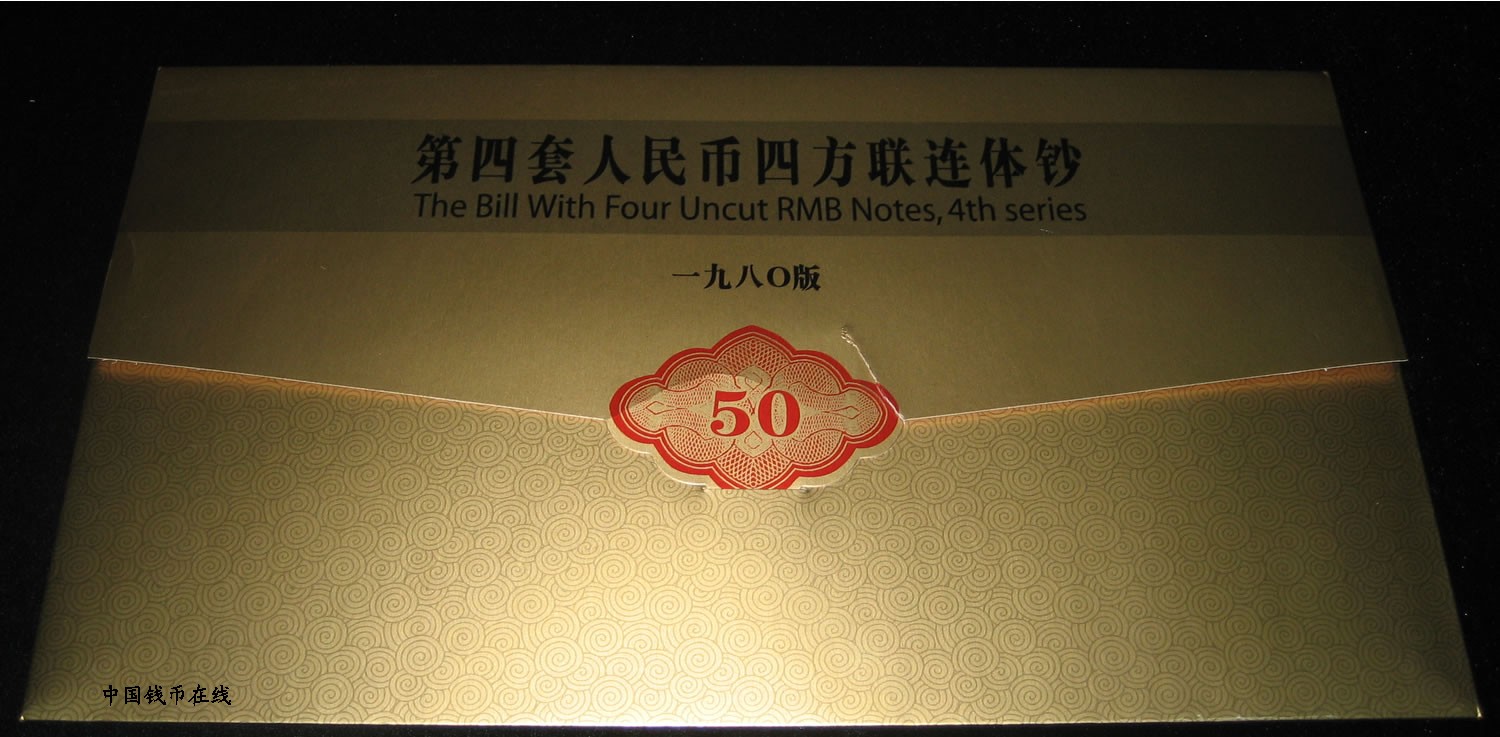 第四套人民币四方联连体钞
The Bill With Four Uncut RMB Notes, 4th series
一九八O版
50
中国钱币在线